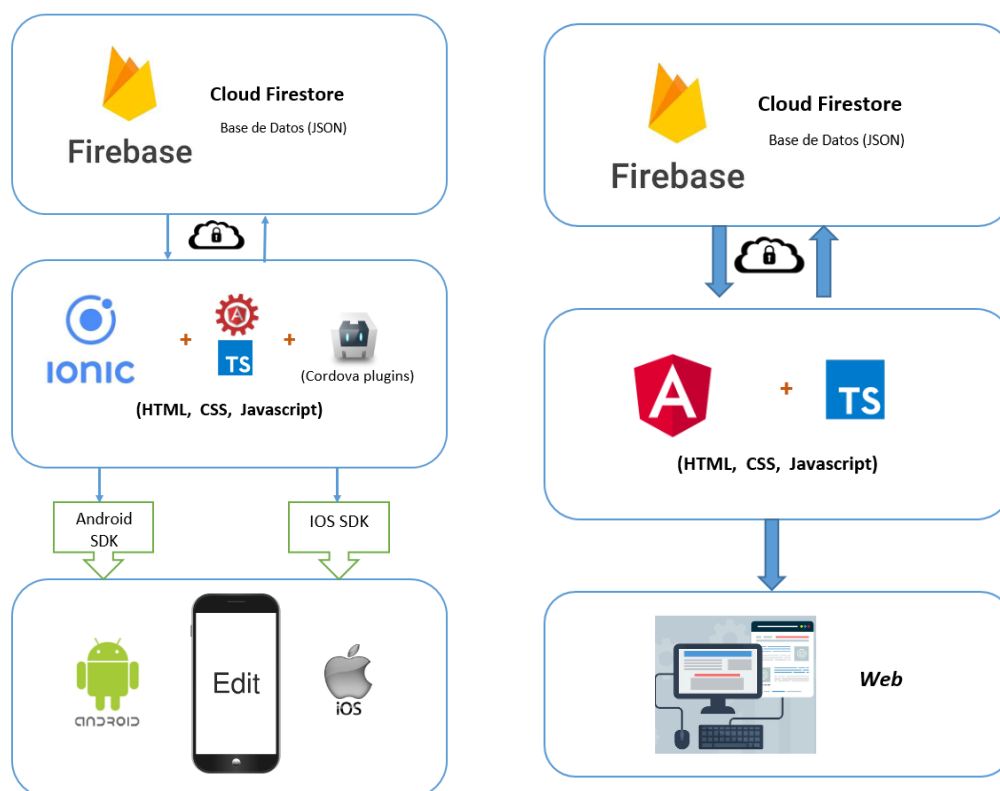 Cloud Firestore
Base de Datos (JSON)
Firebase
IONIC
+
A
TS
+
(Cordova plugins)
(HTML, CSS, Javascript)
Android
SDK
IOS SDK
ANDROID
Edit
iOS
Cloud Firestore
Base de Datos (JSON)
Firebase
A
+
TS
(HTML, CSS, Javascript)
Web